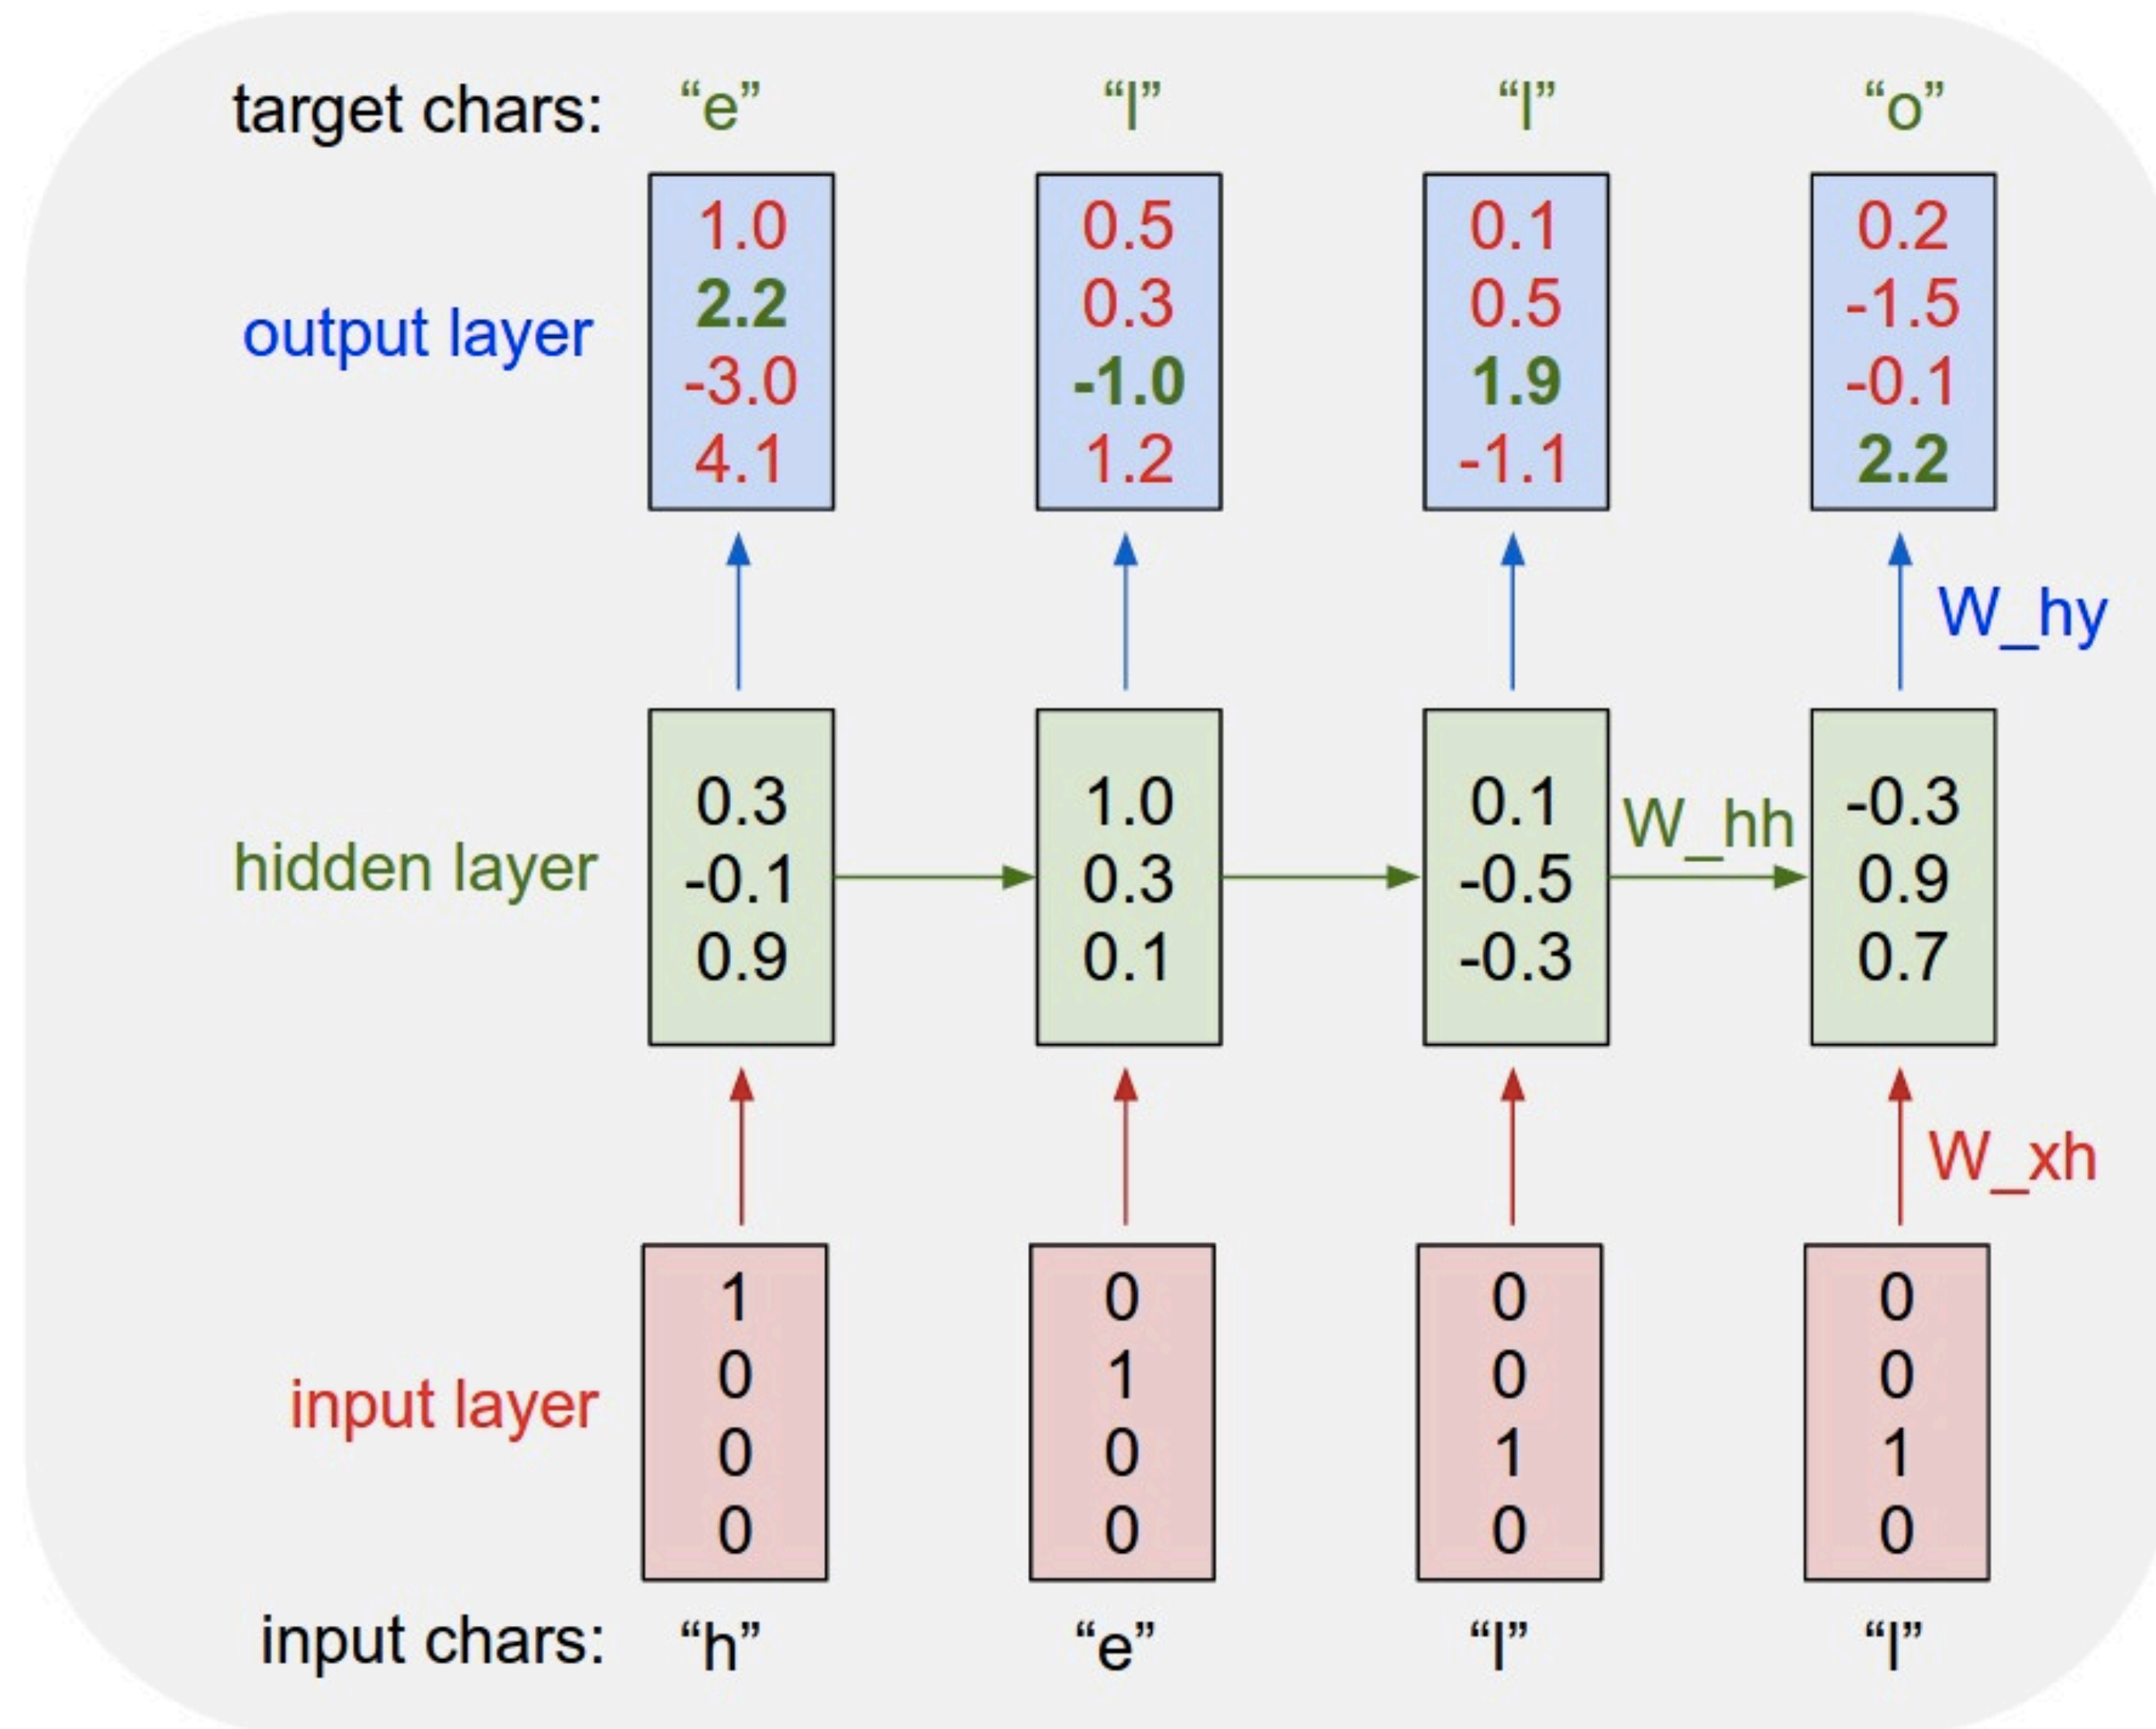 target chars: “e” “l” “l” “o”
1.0 0.5 0.1 0.2
2.2 0.3 0.5 -1.5
output layer
-3.0 -1.0 1.9 -0.1
4.1 1.2 -1.1 2.2
W_hy
0.3 1.0 0.1 W_hh -0.3
hidden layer -0.1 0.3 -0.5 0.9
0.9 0.1 -0.3 0.7
W_xh
1 0 0 0
0 1 0 0
input layer
0 0 1 1
0 0 0 0
input chars: “h” “e” “l” “l”